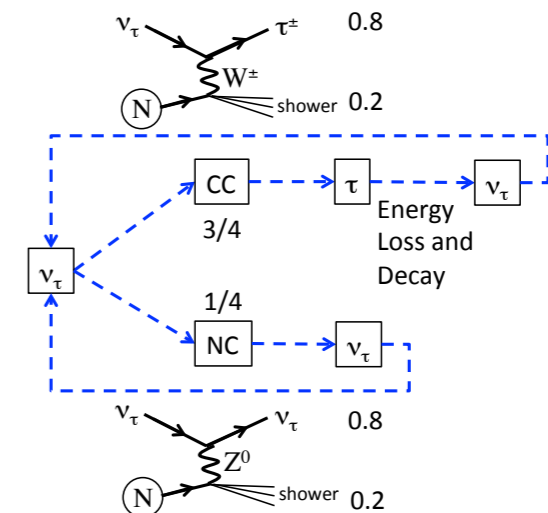 ντ τ± 0.8
W±
N shower 0.2
CC τ ντ
3/4 Energy
Loss and
Decay
ντ
1/4
NC ντ
ντ ντ 0.8
Z0
N shower 0.2